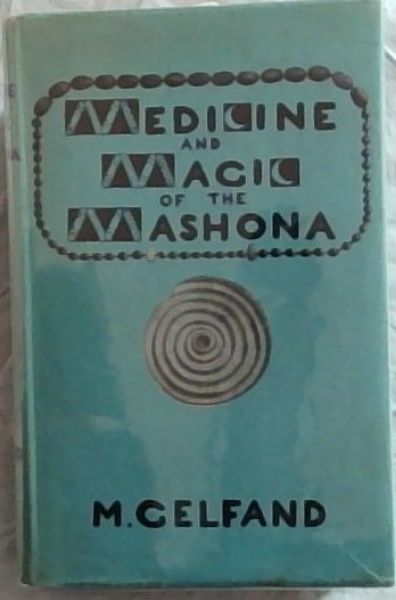 MEDICINE
AND
MAGIC
OF THE
MASHONA
M. GELFAND